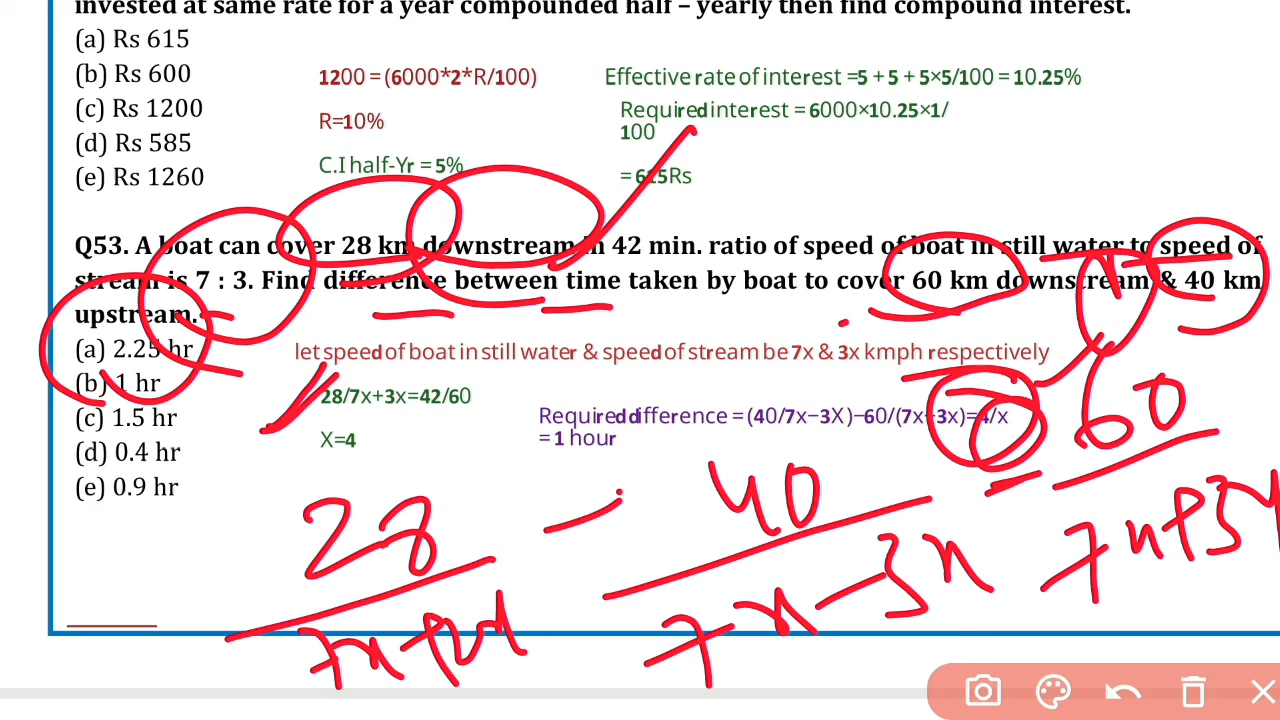 invested at same rate for a year compounded half – yearly then find compound interest.
(a) Rs 615
(b) Rs 600
(c) Rs 1200
(d) Rs 585
(e) Rs 1260
1200 = (6000*2*R/100)
R=10%
C.I half-Yr = 5%
Effective rate of interest =5 + 5 + 5×5/100 = 10.25%
Required interest = 6000×10.25×1/
100
= 615Rs
Q53. A boat can cover 28 km downstream in 42 min. ratio of speed of boat in still water to speed of
stream is 7 : 3. Find difference between time taken by boat to cover 60 km downstream & 40 km
upstream.
(a) 2.25 hr
(b) 1 hr
(c) 1.5 hr
(d) 0.4 hr
(e) 0.9 hr
let speed of boat in still water & speed of stream be 7x & 3x kmph respectively
28/7x+3x=42/60
X=4
Required difference = (40/7x−3X)−60/(7x+3x)=4/x
= 1 hour
28
40
60
7x-3x
7x+3x